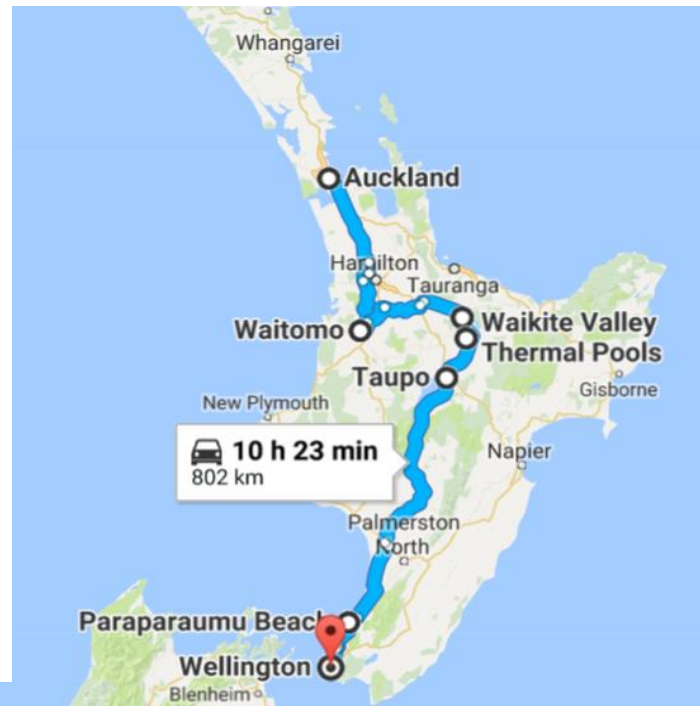 Whangarei
Auckland
Hamilton
Tauranga
Waitomo
Waikite Valley
Thermal Pools
Taupo
Gisborne
New Plymouth
10 h 23 min
802 km
Napier
Palmerston
North
Paraparaumu Beach
Wellington
Blenheim